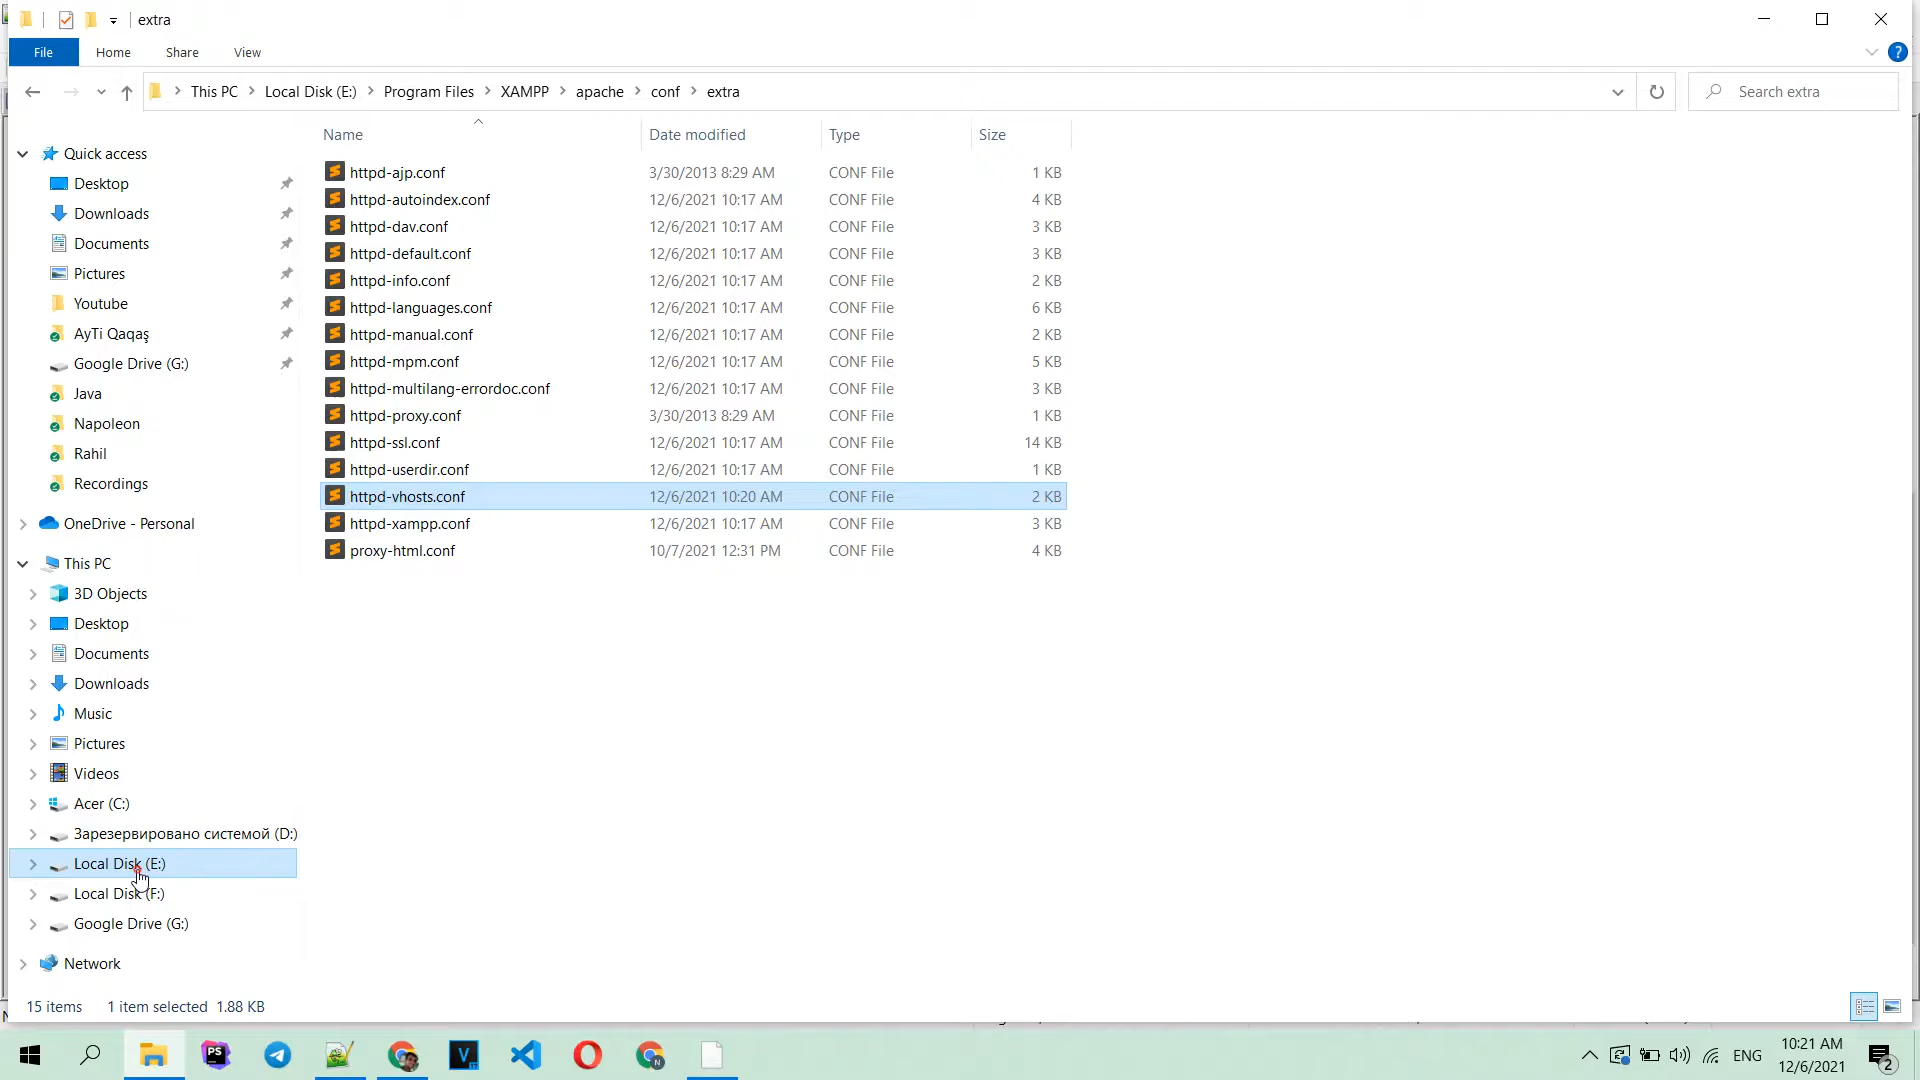 extra
File Home Share View
This PC Local Disk (E:) Program Files XAMPP apache conf extra
Search extra
Name Date modified Type Size
Quick access
Desktop
Downloads
Documents
Pictures
Youtube
AyTi Qaqaş
Google Drive (G:)
Java
Napoleon
Rahil
Recordings
OneDrive - Personal
This PC
3D Objects
Desktop
Documents
Downloads
Music
Pictures
Videos
Acer (C:)
Зарезервировано системой (D:)
Local Disk (E:)
Local Disk (F:)
Google Drive (G:)
Network
httpd-ajp.conf 3/30/2013 8:29 AM CONF File 1 KB
httpd-autoindex.conf 12/6/2021 10:17 AM CONF File 4 KB
httpd-dav.conf 12/6/2021 10:17 AM CONF File 3 KB
httpd-default.conf 12/6/2021 10:17 AM CONF File 3 KB
httpd-info.conf 12/6/2021 10:17 AM CONF File 2 KB
httpd-languages.conf 12/6/2021 10:17 AM CONF File 6 KB
httpd-manual.conf 12/6/2021 10:17 AM CONF File 2 KB
httpd-mpm.conf 12/6/2021 10:17 AM CONF File 5 KB
httpd-multilang-errordoc.conf 12/6/2021 10:17 AM CONF File 3 KB
httpd-proxy.conf 3/30/2013 8:29 AM CONF File 1 KB
httpd-ssl.conf 12/6/2021 10:17 AM CONF File 14 KB
httpd-userdir.conf 12/6/2021 10:17 AM CONF File 1 KB
httpd-vhosts.conf 12/6/2021 10:20 AM CONF File 2 KB
httpd-xampp.conf 12/6/2021 10:17 AM CONF File 3 KB
proxy-html.conf 10/7/2021 12:31 PM CONF File 4 KB
15 items 1 item selected 1.88 KB
PS
V
N
ENG
10:21 AM
12/6/2021
2